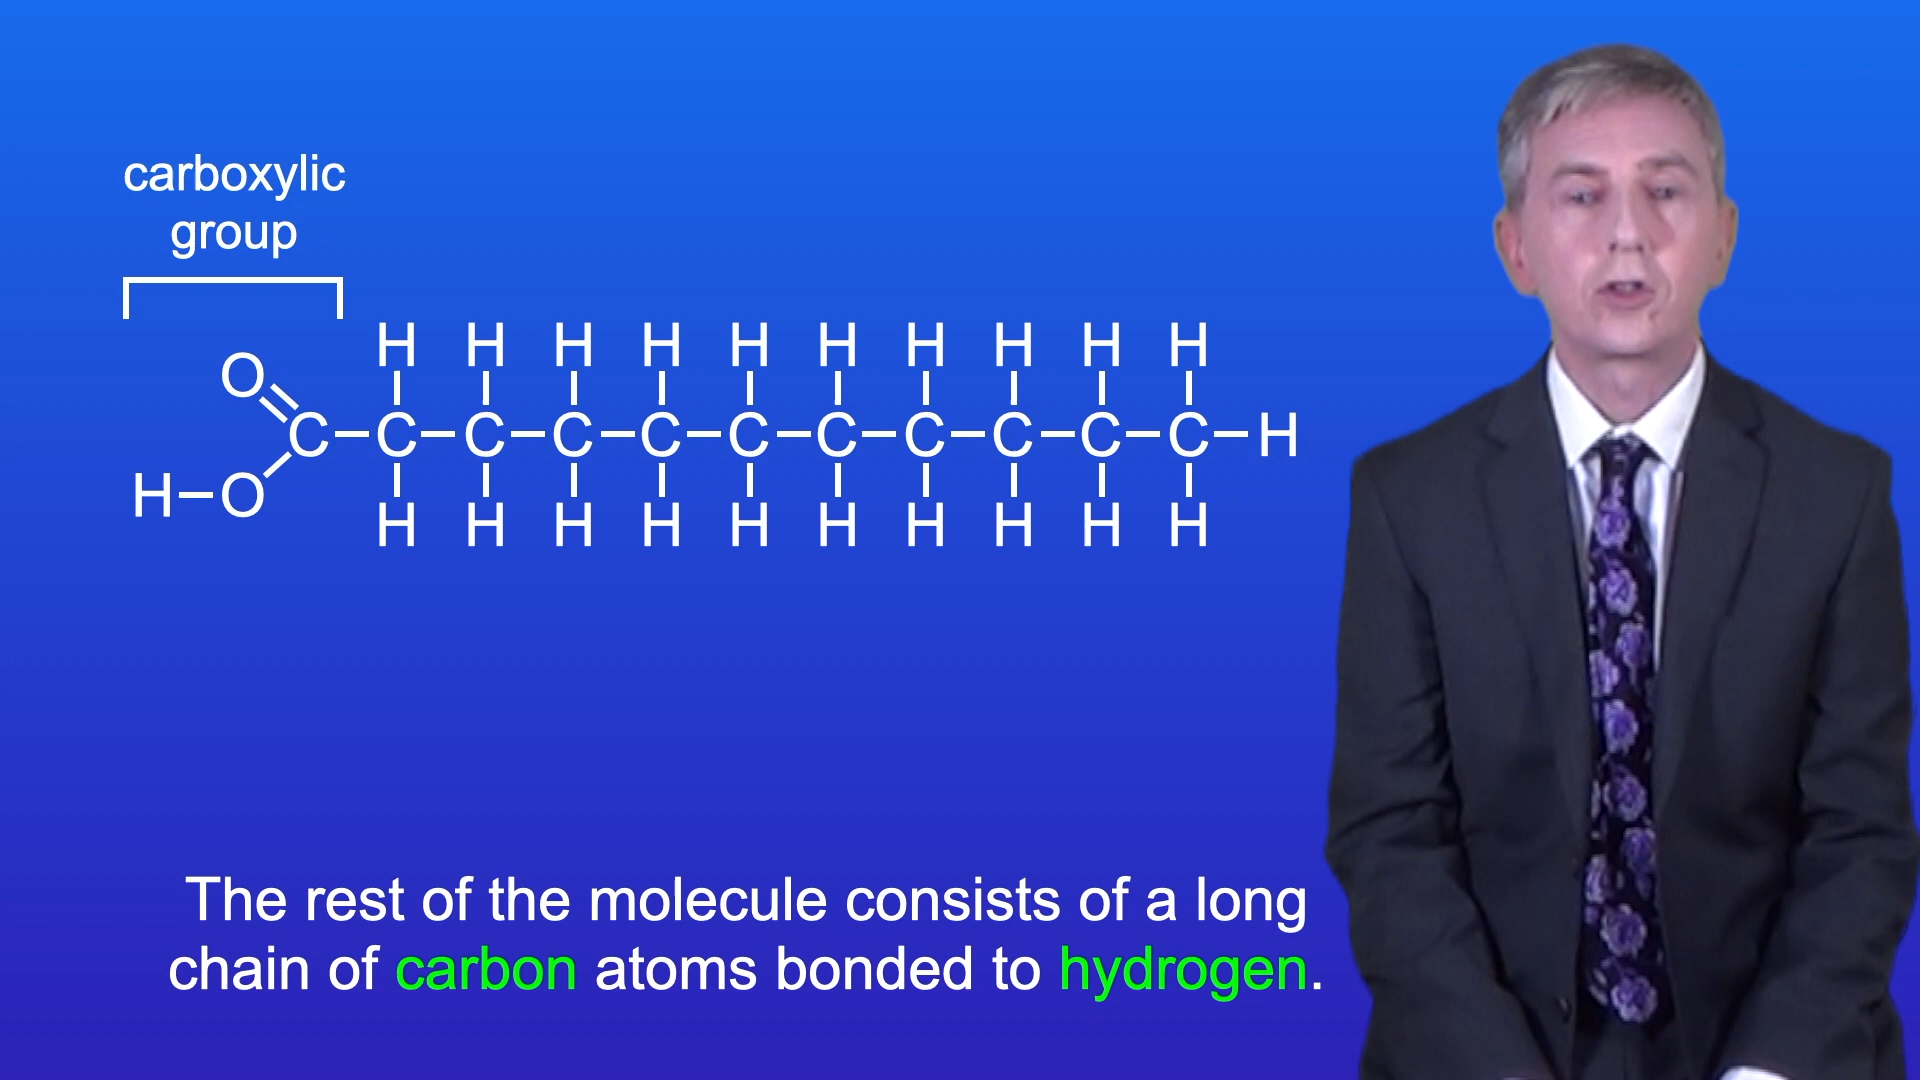 carboxylic
group
H H H H H H H H H H
O
C C C C C C C C C C C H
H O
H H H H H H H H H H
The rest of the molecule consists of a long
chain of carbon atoms bonded to hydrogen.